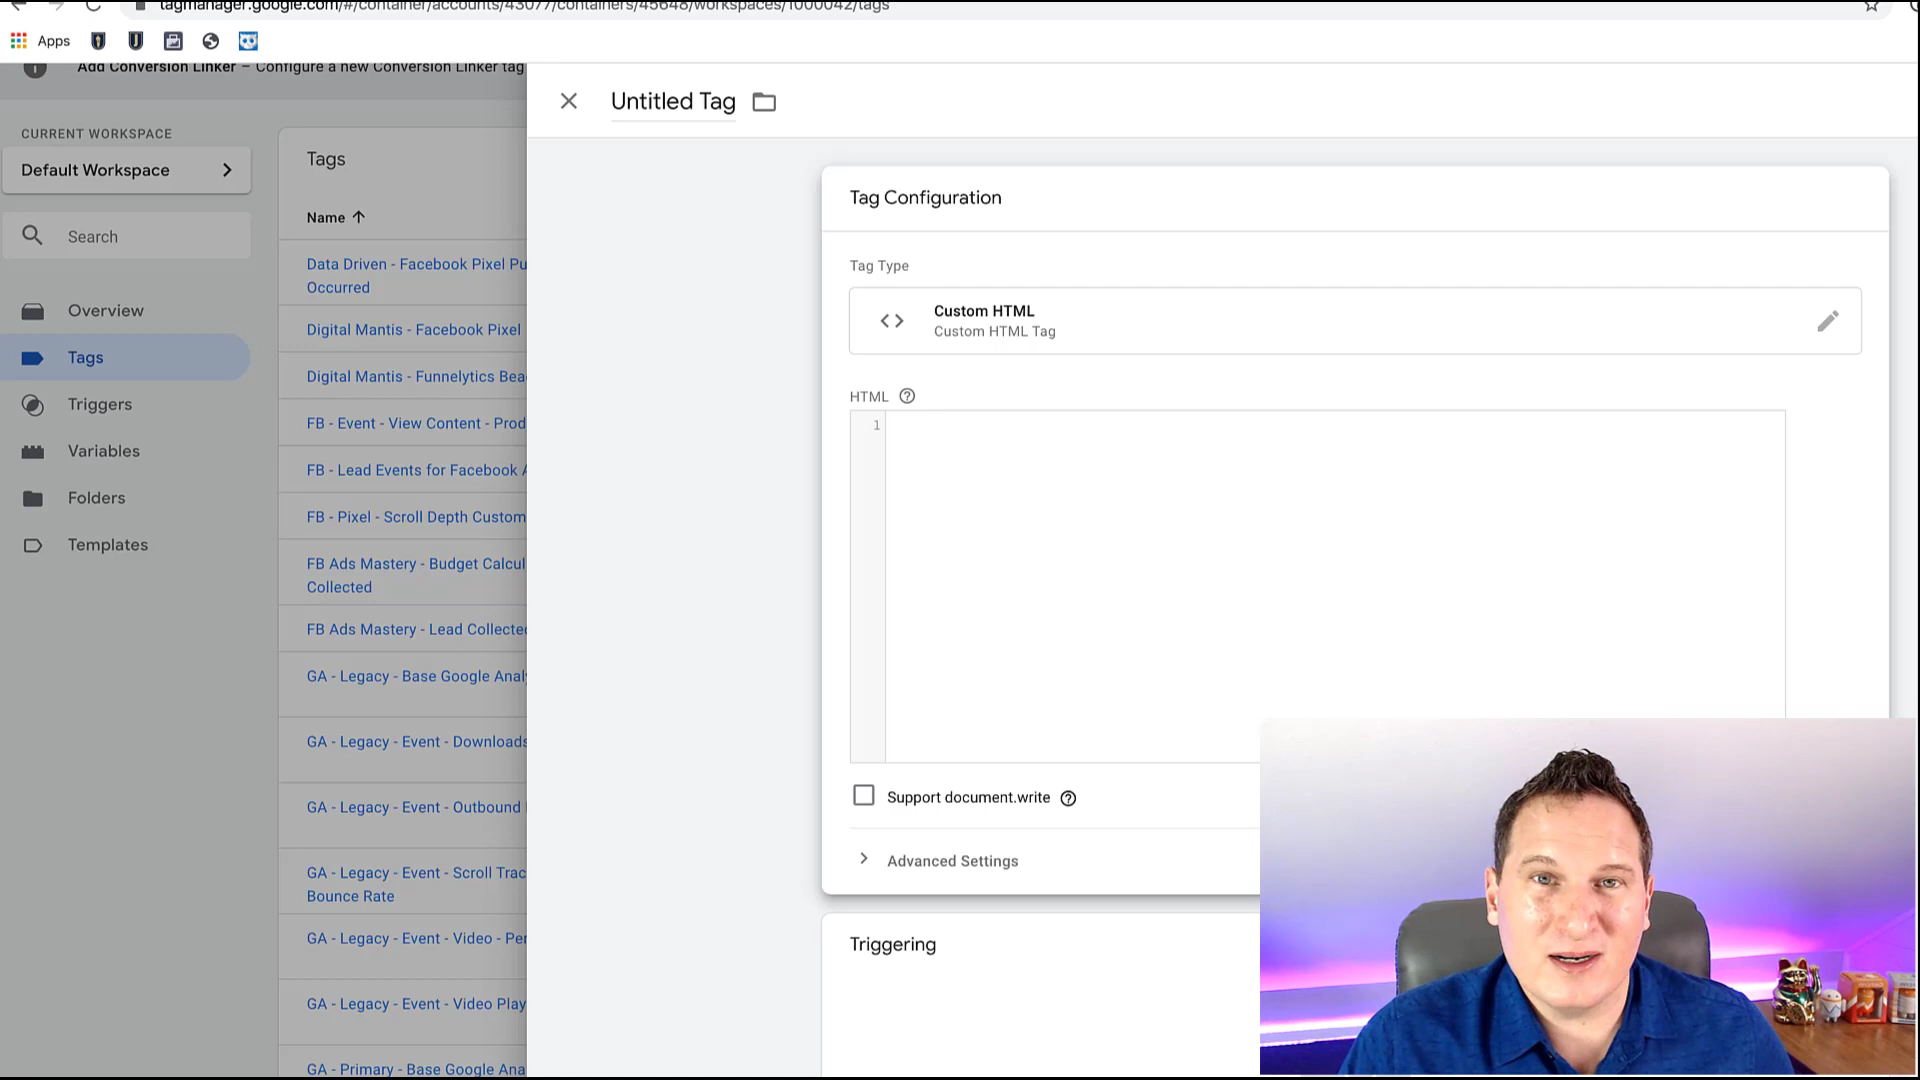 tagmanager.google.com/#/container/accounts/43077/containers/45648/workspaces/1000042/tags
Apps
Add Conversion Linker – Configure a new Conversion Linker tag
CURRENT WORKSPACE
Default Workspace
Search
Overview
Tags
Triggers
Variables
Folders
Templates
Tags
Name
Data Driven - Facebook Pixel Pu
Occurred
Digital Mantis - Facebook Pixel
Digital Mantis - Funnelytics Bea
FB - Event - View Content - Prod
FB - Lead Events for Facebook A
FB - Pixel - Scroll Depth Custom
FB Ads Mastery - Budget Calcul
Collected
FB Ads Mastery - Lead Collected
GA - Legacy - Base Google Analy
GA - Legacy - Event - Downloads
GA - Legacy - Event - Outbound
GA - Legacy - Event - Scroll Trac
Bounce Rate
GA - Legacy - Event - Video - Per
GA - Legacy - Event - Video Play
GA - Primary - Base Google Ana
Untitled Tag
Tag Configuration
Tag Type
Custom HTML
Custom HTML Tag
HTML
1
Support document.write
Advanced Settings
Triggering